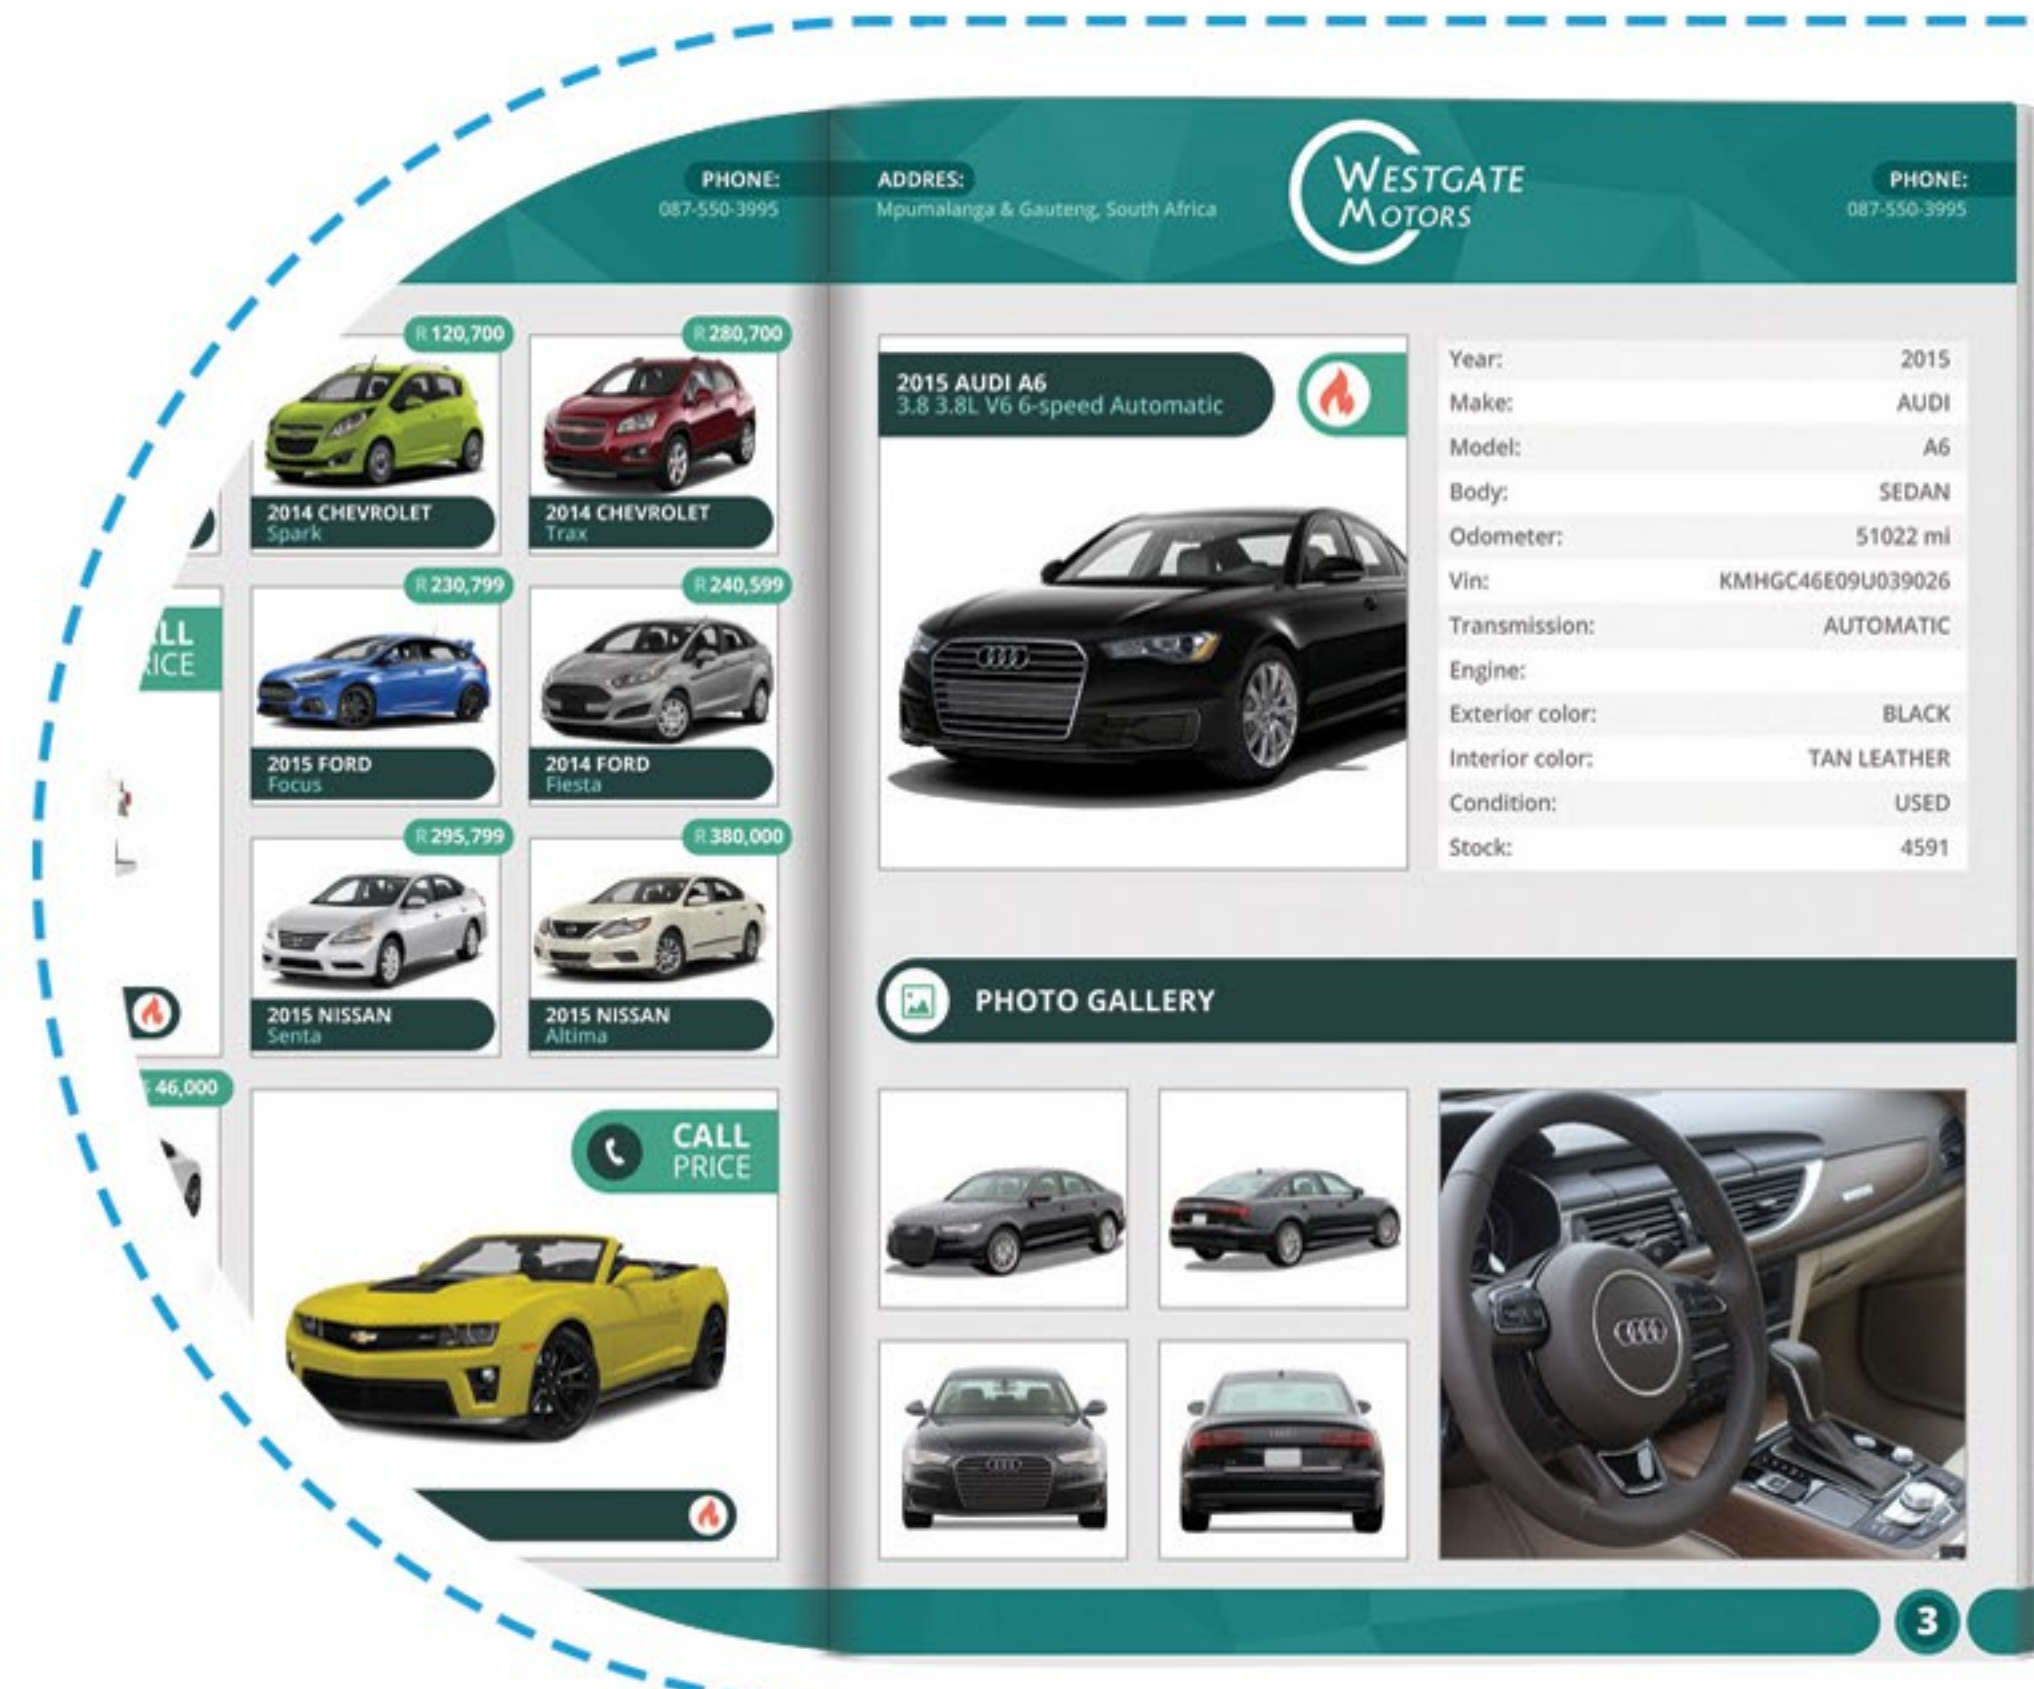 PHONE:
087-550-3995
R 120,700
2014 CHEVROLET
Spark
R 280,700
2014 CHEVROLET
Trax
R 230,799
2015 FORD
Focus
R 240,599
2014 FORD
Fiesta
R 295,799
2015 NISSAN
Senta
R 380,000
2015 NISSAN
Altima
46,000
CALL
PRICE
ADDRES:
Mpumalanga & Gauteng, South Africa
WESTGATE
MOTORS
PHONE:
087-550-3995
2015 AUDI A6
3.8 3.8L V6 6-speed Automatic
Year: 2015
Make: AUDI
Model: A6
Body: SEDAN
Odometer: 51022 mi
Vin: KMHGC46E09U039026
Transmission: AUTOMATIC
Engine:
Exterior color: BLACK
Interior color: TAN LEATHER
Condition: USED
Stock: 4591
PHOTO GALLERY
3